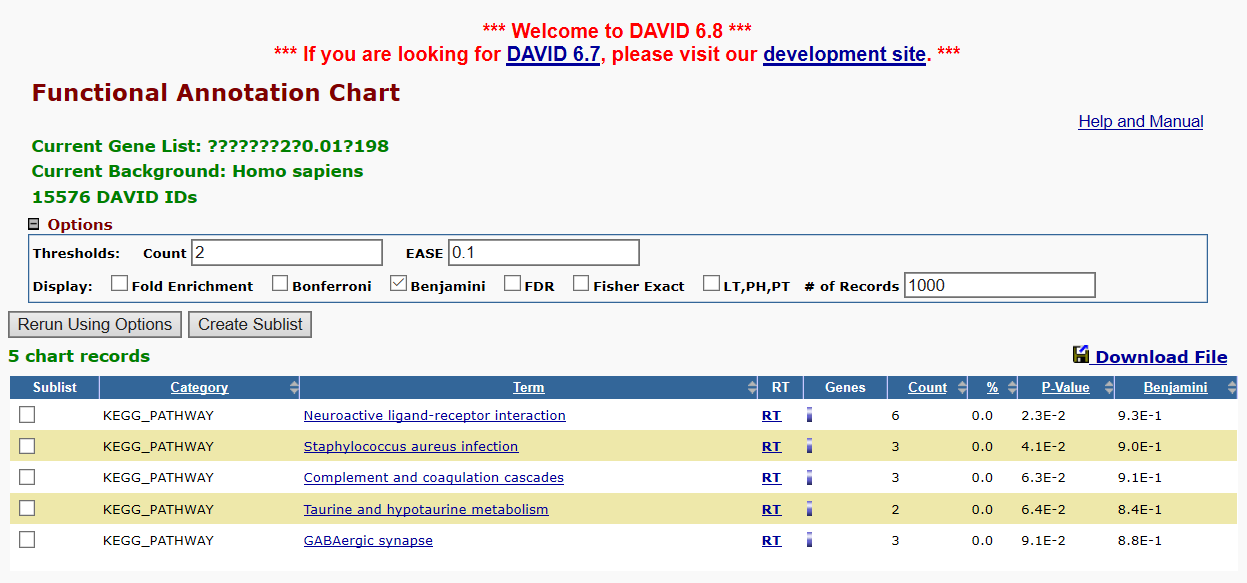 *** Welcome to DAVID 6.8 ***
*** If you are looking for DAVID 6.7, please visit our development site. ***
Functional Annotation Chart
Help and Manual
Current Gene List: ???????2?0.01?198
Current Background: Homo sapiens
15576 DAVID IDs
Options
Thresholds: Count 2 EASE 0.1
Display: Fold Enrichment Bonferroni Benjamini FDR Fisher Exact LT,PH,PT # of Records 1000
Rerun Using Options Create Sublist
5 chart records Download File
Sublist Category Term RT Genes Count % P-Value Benjamini
KEGG_PATHWAY Neuroactive ligand-receptor interaction RT 6 0.0 2.3E-2 9.3E-1
KEGG_PATHWAY Staphylococcus aureus infection RT 3 0.0 4.1E-2 9.0E-1
KEGG_PATHWAY Complement and coagulation cascades RT 3 0.0 6.3E-2 9.1E-1
KEGG_PATHWAY Taurine and hypotaurine metabolism RT 2 0.0 6.4E-2 8.4E-1
KEGG_PATHWAY GABAergic synapse RT 3 0.0 9.1E-2 8.8E-1